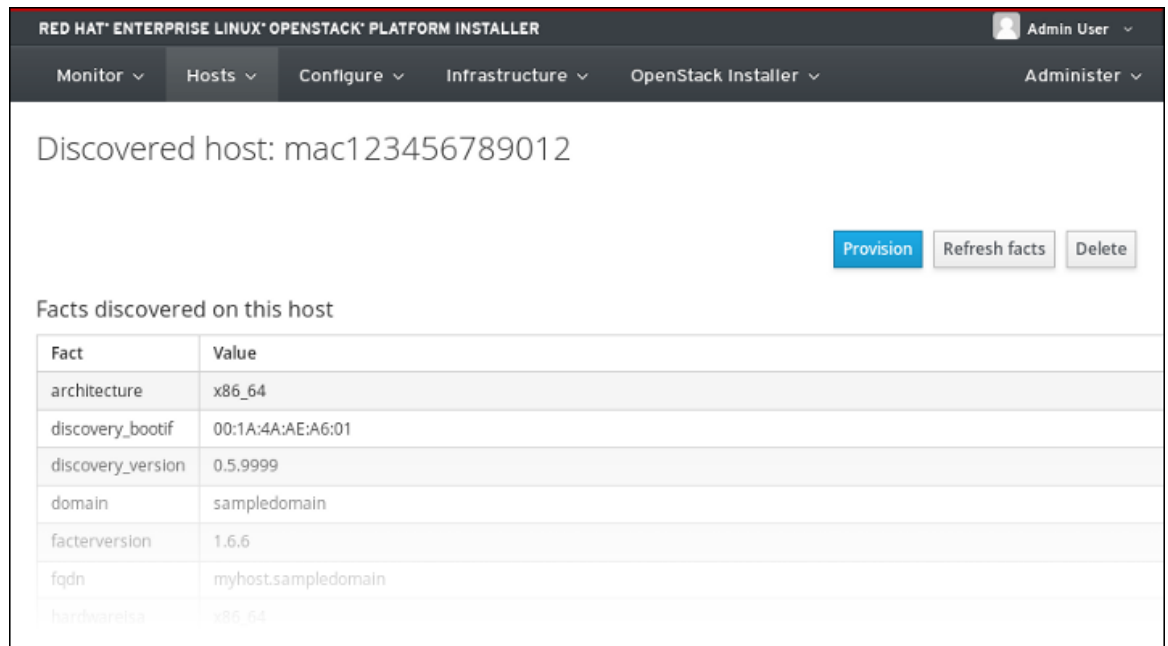 RED HAT® ENTERPRISE LINUX® OPENSTACK® PLATFORM INSTALLER Admin User
Monitor Hosts Configure Infrastructure OpenStack Installer Administer
Discovered host: mac123456789012
Provision Refresh facts Delete
Facts discovered on this host
Fact Value
architecture x86_64
discovery_bootif 00:1A:4A:AE:A6:01
discovery_version 0.5.9999
domain sampledomain
facterversion 1.6.6
fqdn myhost.sampledomain
hardwareisa x86_64